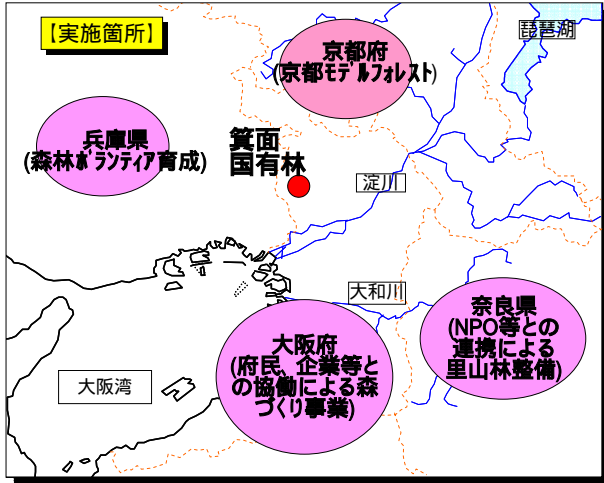 【実施箇所】
琵琶湖
京都府
(京都モデルフォレスト)
兵庫県
(森林ボランティア育成)
箕面
国有林
淀川
大和川
奈良県
(NPO等との
連携による
里山林整備)
大阪府
(府民、企業等と
の協働による森
づくり事業)
大阪湾